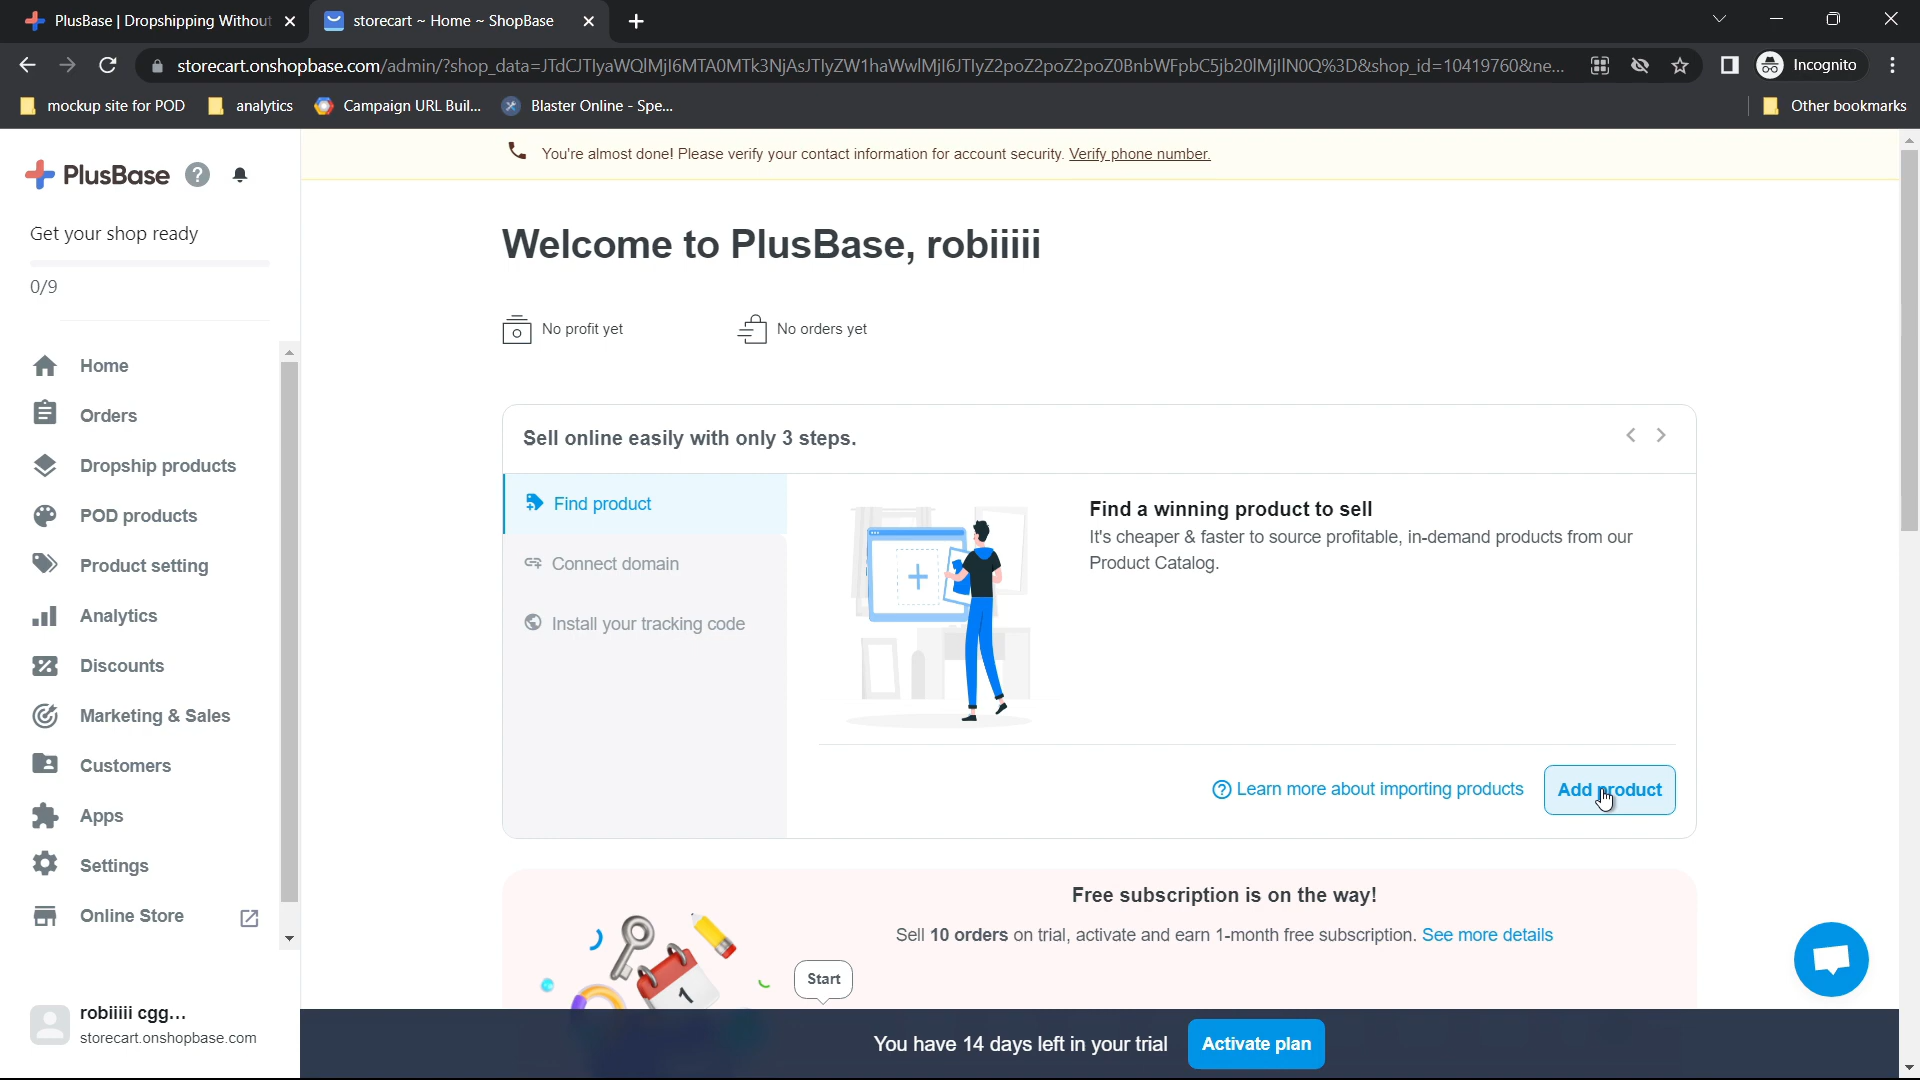 PlusBase | Dropshipping Without
storecart ~ Home ~ ShopBase
storecart.onshopbase.com/admin/?shop_data=JTdCJTIyaWQlMjI6MTA0MTk3NjAsJTIyZW1haWwlMjI6JTIyZ2poZ2poZ2poZ0BnbWFpbC5jb20lMjIlN0Q%3D&shop_id=10419760&ne...
Incognito
mockup site for POD
analytics
Campaign URL Buil...
Blaster Online - Spe...
Other bookmarks
PlusBase
?
You're almost done! Please verify your contact information for account security. Verify phone number.
Get your shop ready
0/9
Home
Orders
Dropship products
POD products
Product setting
Analytics
Discounts
Marketing & Sales
Customers
Apps
Settings
Online Store
robiiiii cgg...
storecart.onshopbase.com
Welcome to PlusBase, robiiiii
No profit yet
No orders yet
Sell online easily with only 3 steps.
Find product
Connect domain
Install your tracking code
Find a winning product to sell
It's cheaper & faster to source profitable, in-demand products from our
Product Catalog.
Learn more about importing products
Add product
Free subscription is on the way!
Sell 10 orders on trial, activate and earn 1-month free subscription. See more details
1
Start
You have 14 days left in your trial
Activate plan